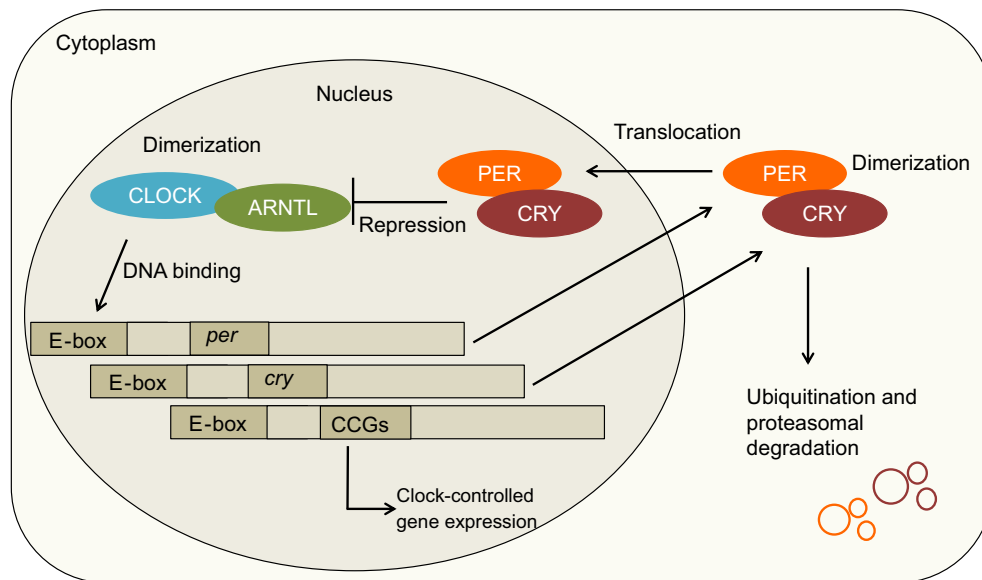 Cytoplasm
Nucleus
Translocation
Dimerization
PER
PER
Dimerization
CLOCK
ARNTL
CRY
CRY
Repression
DNA binding
E-box
per
E-box
cry
E-box
CCGs
Ubiquitination and
proteasomal
degradation
Clock-controlled
gene expression